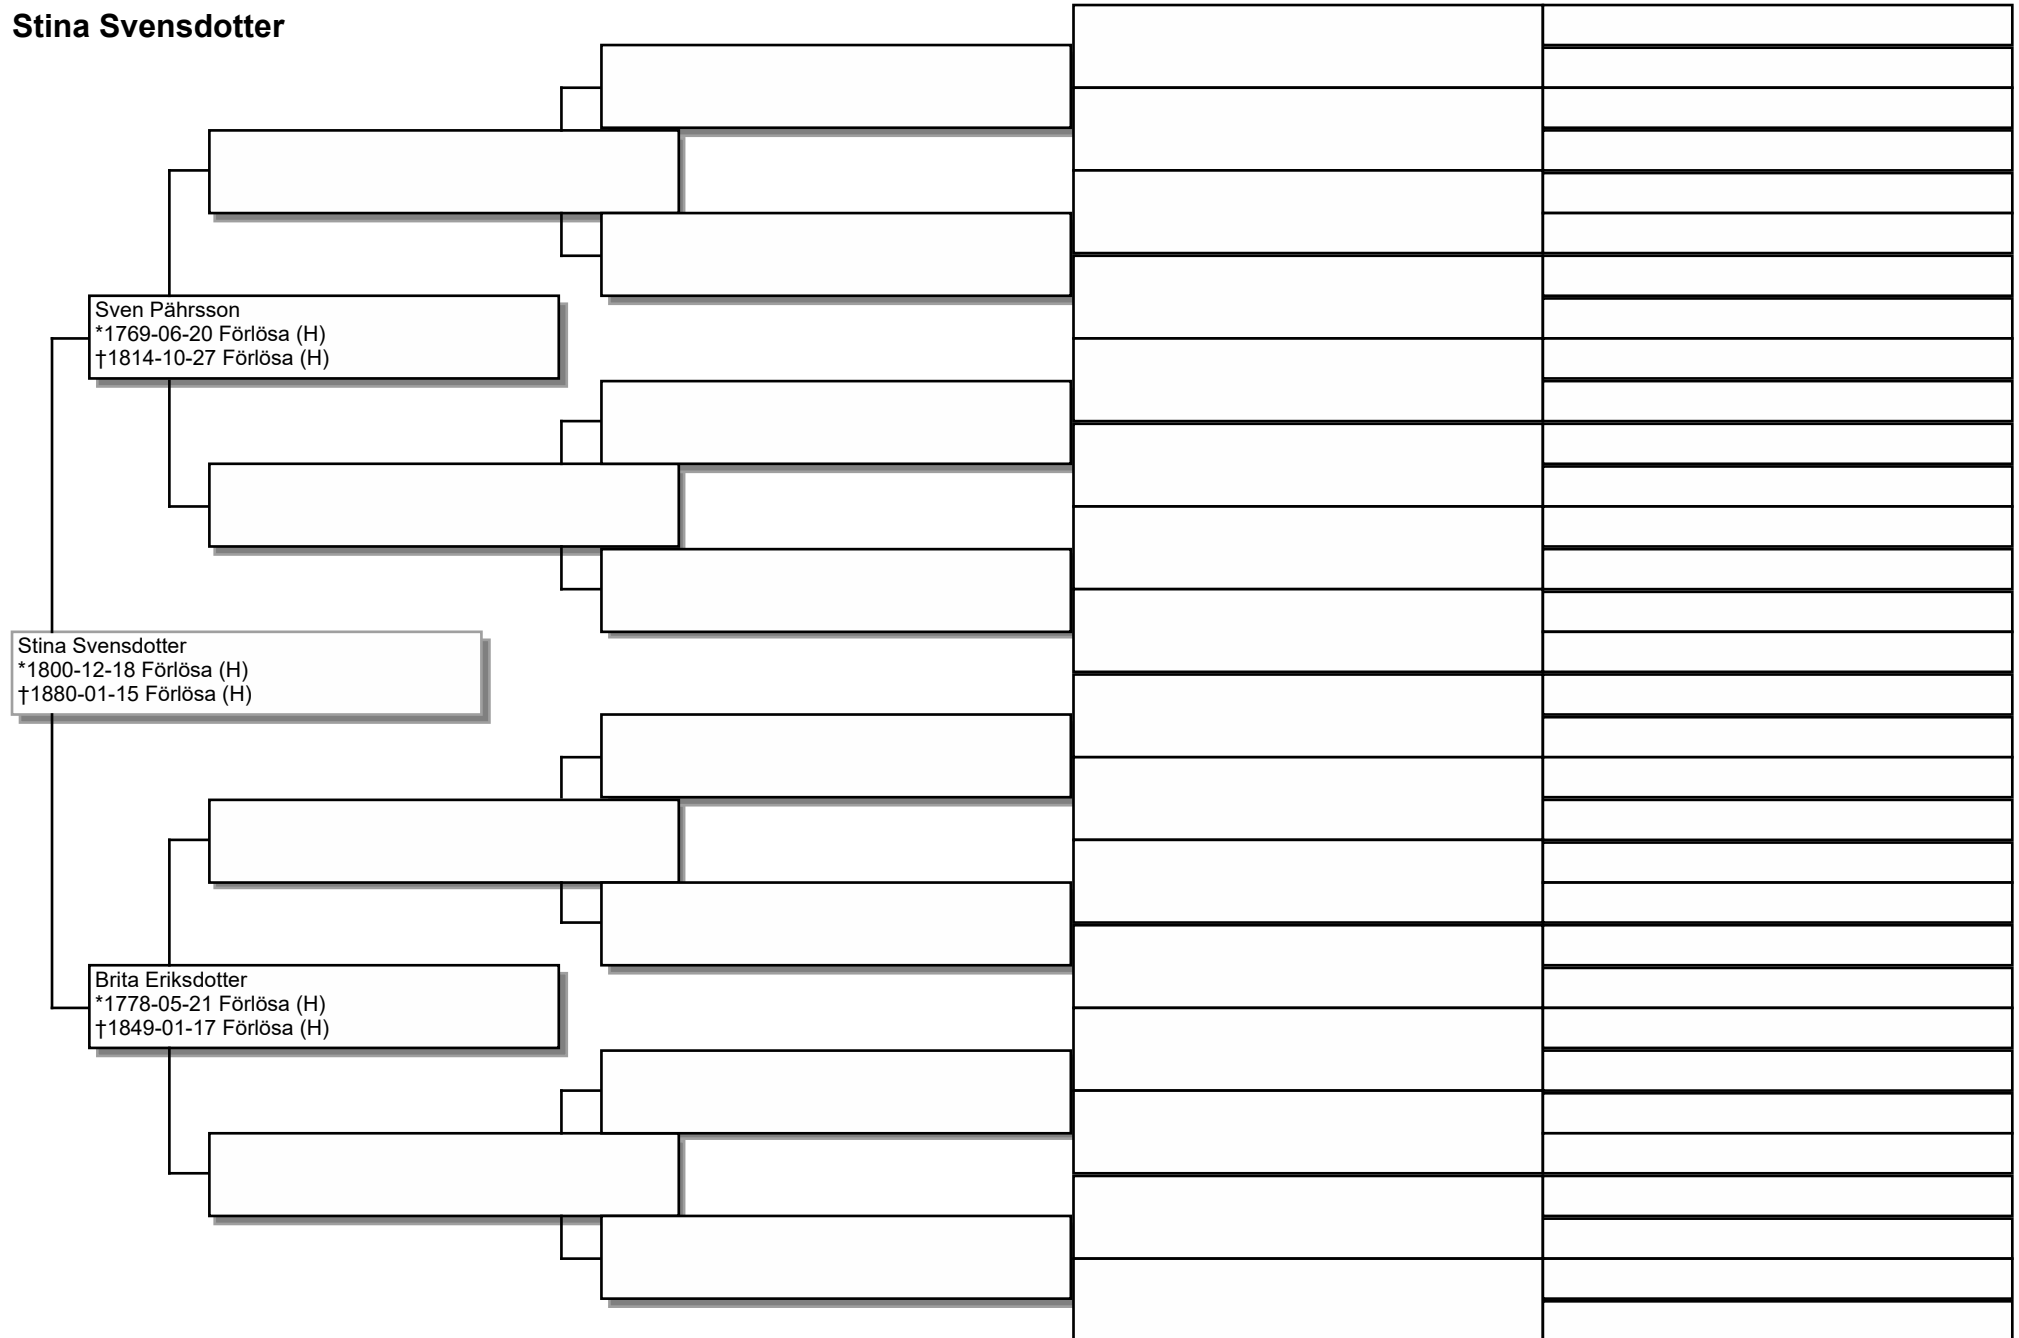 Stina Svensdotter
Sven Pährsson
*1769-06-20 Förlösa (H)
†1814-10-27 Förlösa (H)
Stina Svensdotter
*1800-12-18 Förlösa (H)
†1880-01-15 Förlösa (H)
Brita Eriksdotter
*1778-05-21 Förlösa (H)
†1849-01-17 Förlösa (H)